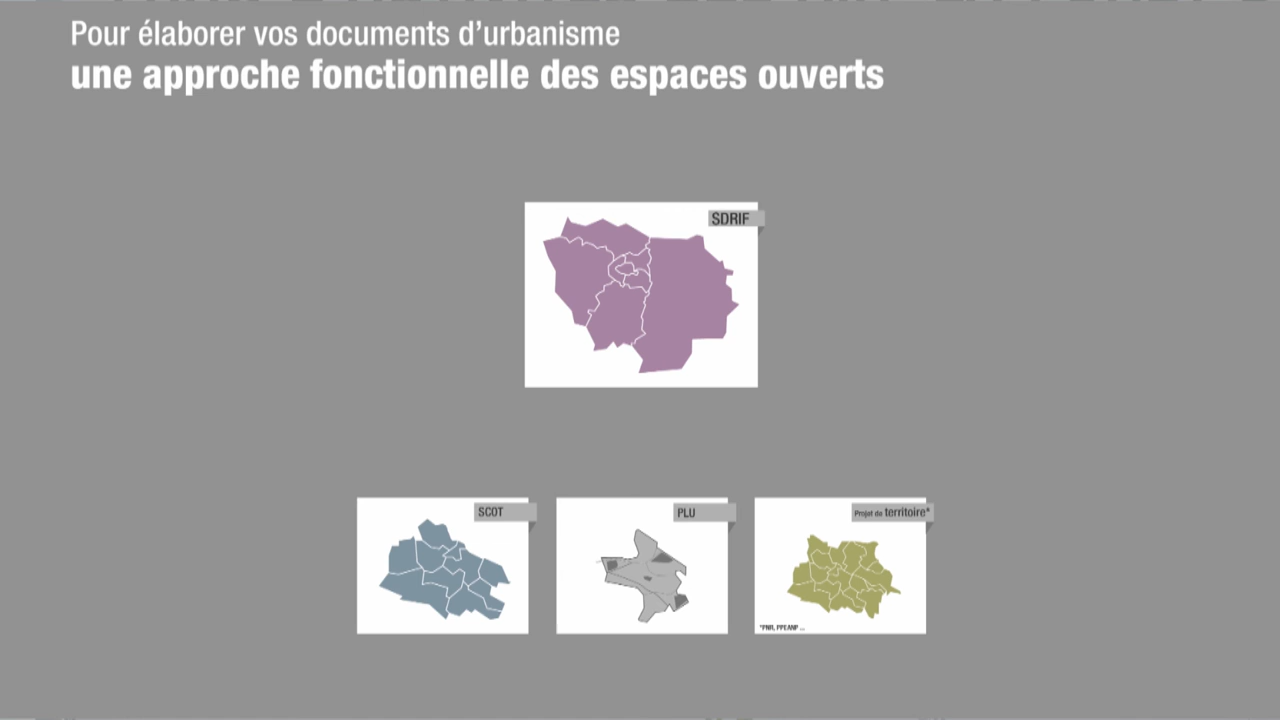 Pour élaborer vos documents d’urbanisme
une approche fonctionnelle des espaces ouverts
SDRIF
SCOT
PLU
Projet de territoire*
*PNR, PPEANP ...